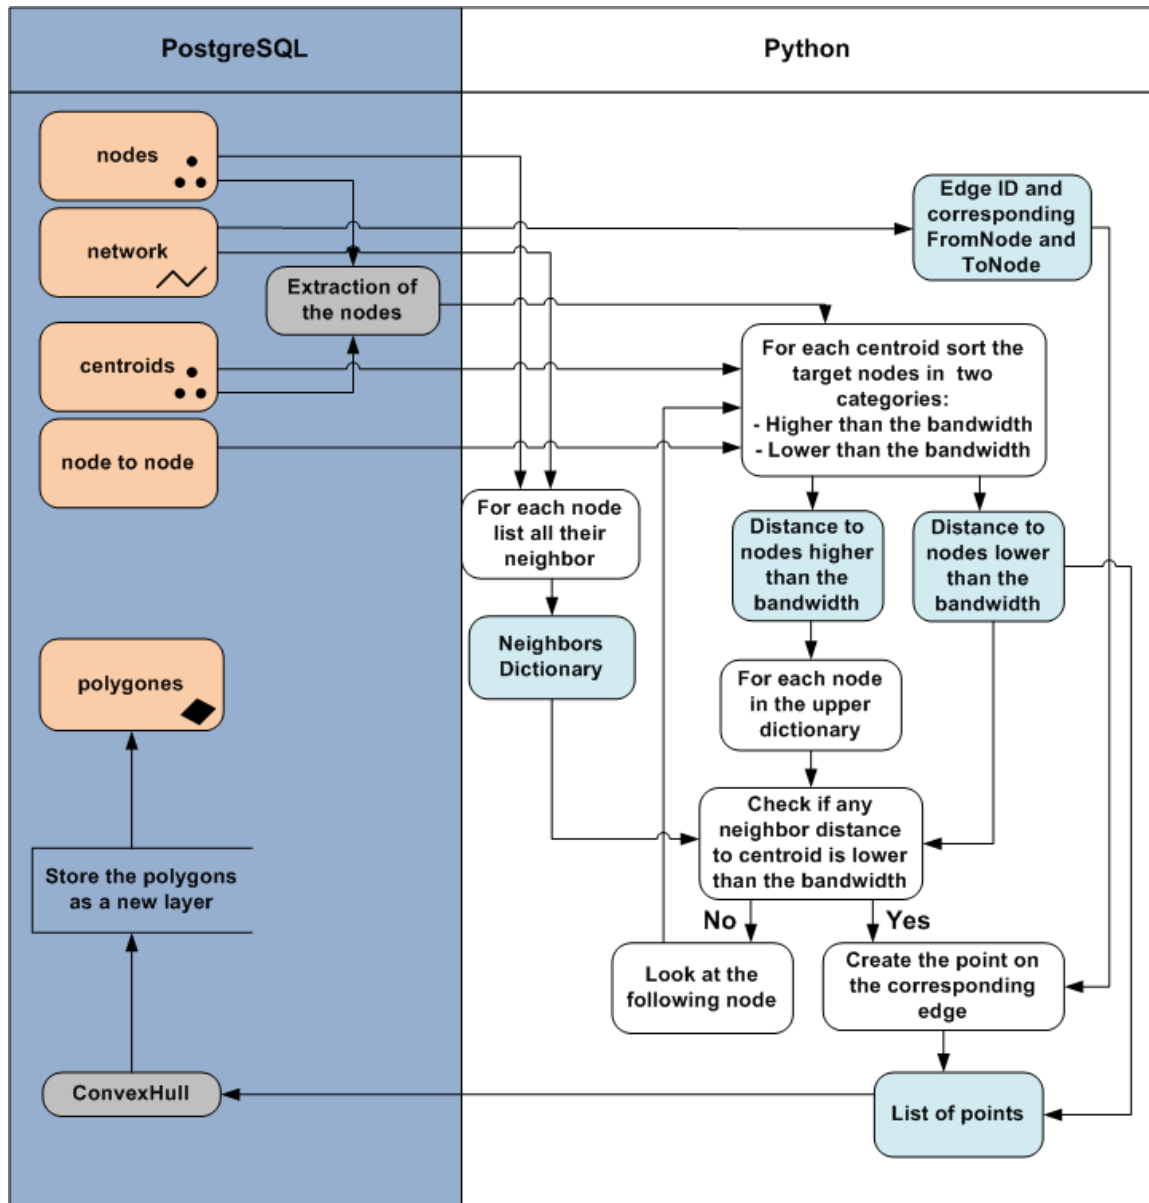 PostgreSQL
Python
nodes
network
Extraction of
the nodes
centroids
node to node
Edge ID and
corresponding
FromNode and
ToNode
For each centroid sort the
target nodes in two
categories:
- Higher than the bandwidth
- Lower than the bandwidth
For each node
list all their
neighbor
Distance to
nodes higher
than the
bandwidth
Distance to
nodes lower
than the
bandwidth
Neighbors
Dictionary
For each node
in the upper
dictionary
polygones
Check if any
neighbor distance
to centroid is lower
than the bandwidth
Store the polygons
as a new layer
No
Yes
Look at the
following node
Create the point on
the corresponding
edge
ConvexHull
List of points